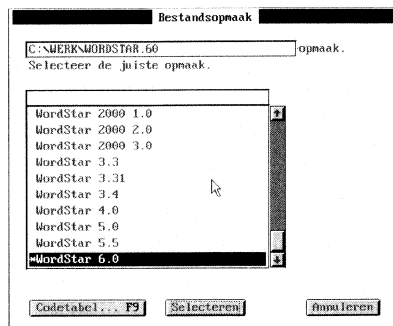 Bestandsopmaak
C:\WERK\WORDSTAR.60 opmaak.
Selecteer de juiste opmaak.
WordStar 2000 1.0
WordStar 2000 2.0
WordStar 2000 3.0
WordStar 3.3
WordStar 3.31
WordStar 3.4
WordStar 4.0
WordStar 5.0
WordStar 5.5
*WordStar 6.0
Codetabel... F9 Selecteren Annuleren